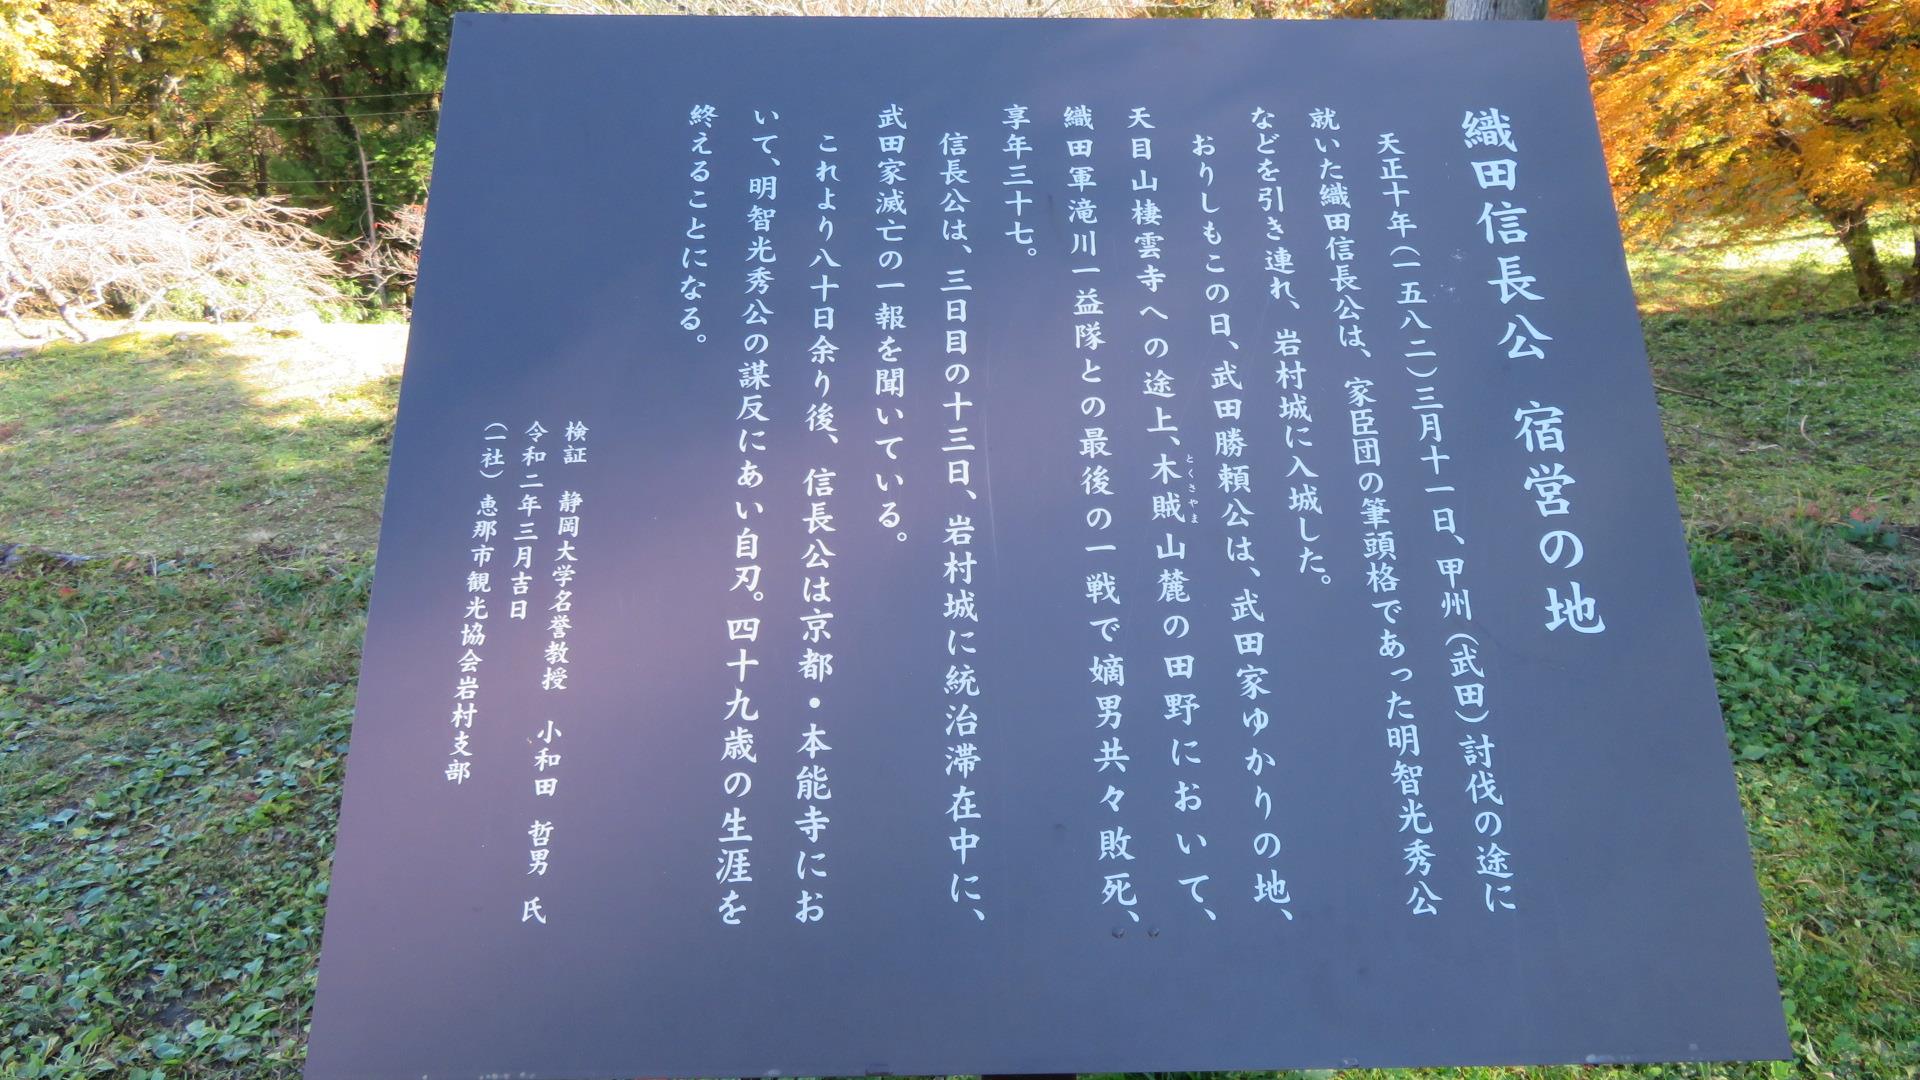 織田信長公 宿営の地
天正十年(一五八二)三月十一日、甲州(武田)討伐の途に
就いた織田信長公は、家臣団の筆頭格であった明智光秀公
などを引き連れ、岩村城に入城した。
おりしもこの日、武田勝頼公は、武田家ゆかりの地、
天目山棲雲寺への途上、木賊山麓の田野において、
とくさやま
織田軍滝川一益隊との最後の一戦で嫡男共々敗死、
享年三十七。
信長公は、三日目の十三日、岩村城に統治滞在中に、
武田家滅亡の一報を聞いている。
これより八十日余り後、信長公は京都・本能寺にお
いて、明智光秀公の謀反にあい自刃。四十九歳の生涯を
終えることになる。
検証 静岡大学名誉教授 小和田 哲男 氏
令和二年三月吉日
(一社)恵那市観光協会岩村支部